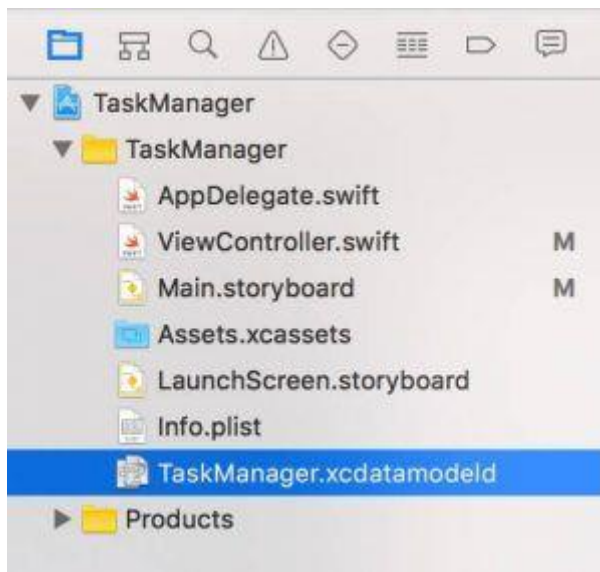 TaskManager
TaskManager
AppDelegate.swift
ViewController.swift M
Main.storyboard M
Assets.xcassets
LaunchScreen.storyboard
Info.plist
TaskManager.xcdatamodeld
Products